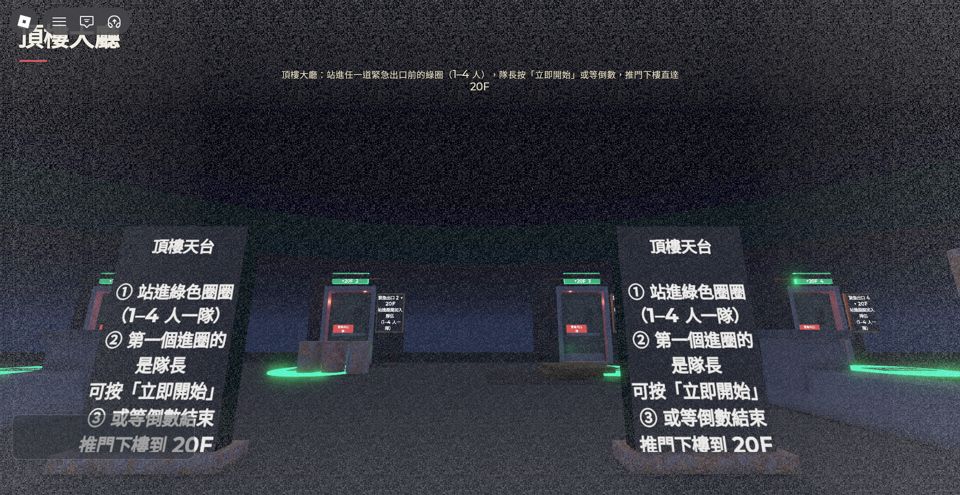 頂樓大廳
頂樓大廳：站進任一道緊急出口前的綠圈（1–4 人），隊長按「立即開始」或等倒數，推門下樓直達
20F
頂樓天台
① 站進綠色圈圈
（1–4 人一隊）
② 第一個進圈的
是隊長
可按「立即開始」
③ 或等倒數結束
推門下樓到 20F
頂樓天台
① 站進綠色圈圈
（1–4 人一隊）
② 第一個進圈的
是隊長
可按「立即開始」
③ 或等倒數結束
推門下樓到 20F